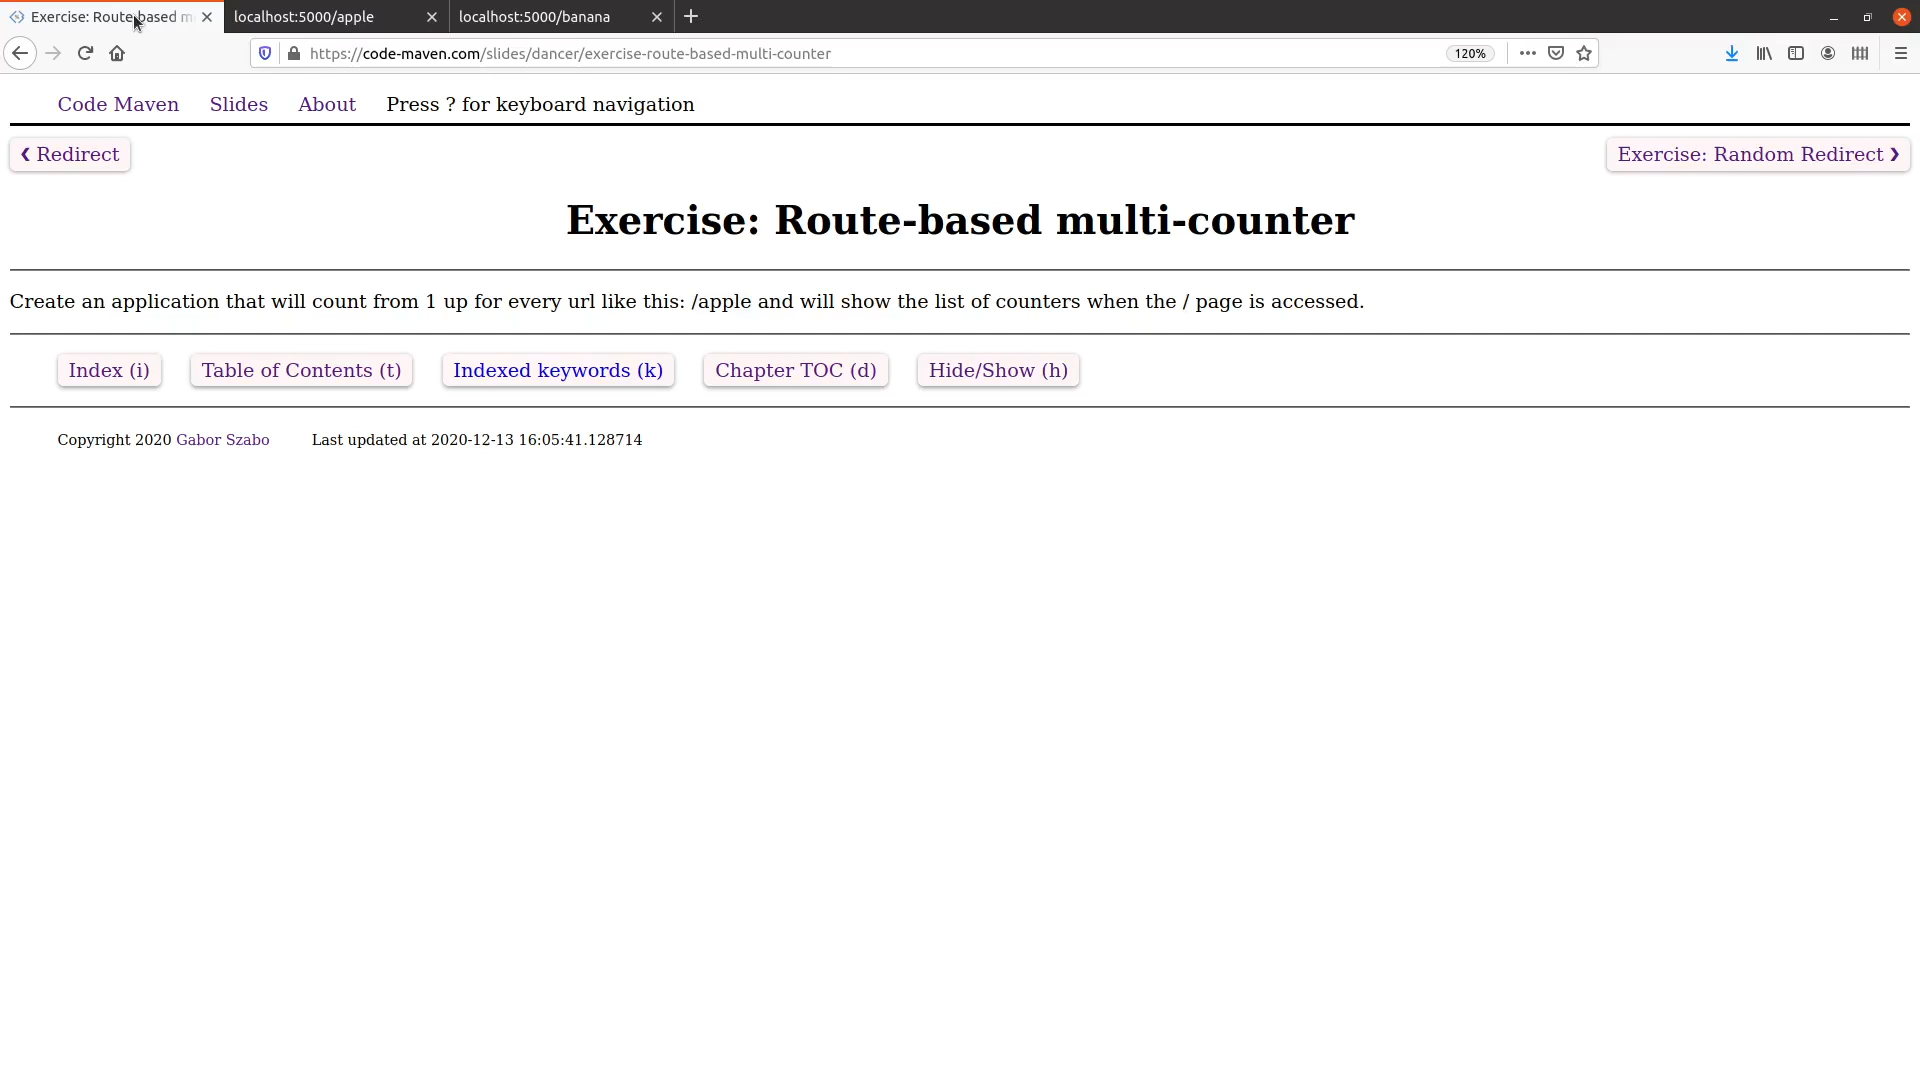 Exercise: Route-based m
localhost:5000/apple
localhost:5000/banana
https://code-maven.com/slides/dancer/exercise-route-based-multi-counter
120%
Code Maven Slides About Press ? for keyboard navigation
❮ Redirect
Exercise: Random Redirect ❯
Exercise: Route-based multi-counter
Create an application that will count from 1 up for every url like this: /apple and will show the list of counters when the / page is accessed.
Index (i) Table of Contents (t) Indexed keywords (k) Chapter TOC (d) Hide/Show (h)
Copyright 2020 Gabor Szabo Last updated at 2020-12-13 16:05:41.128714